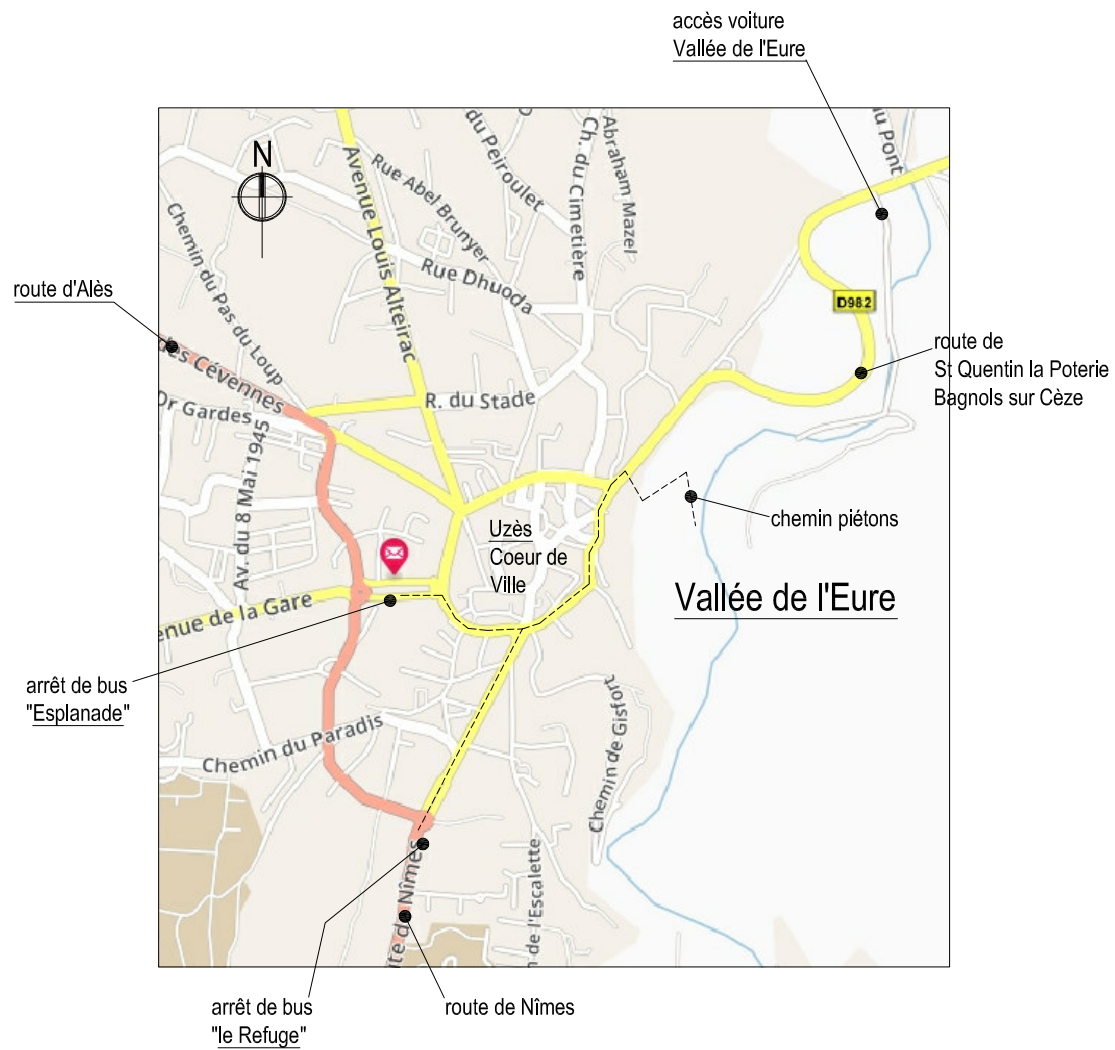 accès voiture
Vallée de l'Eure
N
Avenue Louis Alteirac
Rue Abel Brunyer
du Peiroulet
Ch. du Cimetière
Abraham Mazel
au Pont
Chemin du Pas du Loup
Rue Dhuoda
route d'Alès
des Cévennes
D982
route de
St Quentin la Poterie
Bagnols sur Cèze
Dr Gardes
R. du Stade
Av. du 8 Mai 1945
Uzès
Coeur de
Ville
chemin piétons
Vallée de l'Eure
enue de la Gare
arrêt de bus
"Esplanade"
Chemin du Paradis
Chemin de Gisfort
n de l'Escalette
ute de Nîmes
arrêt de bus
"le Refuge"
route de Nîmes